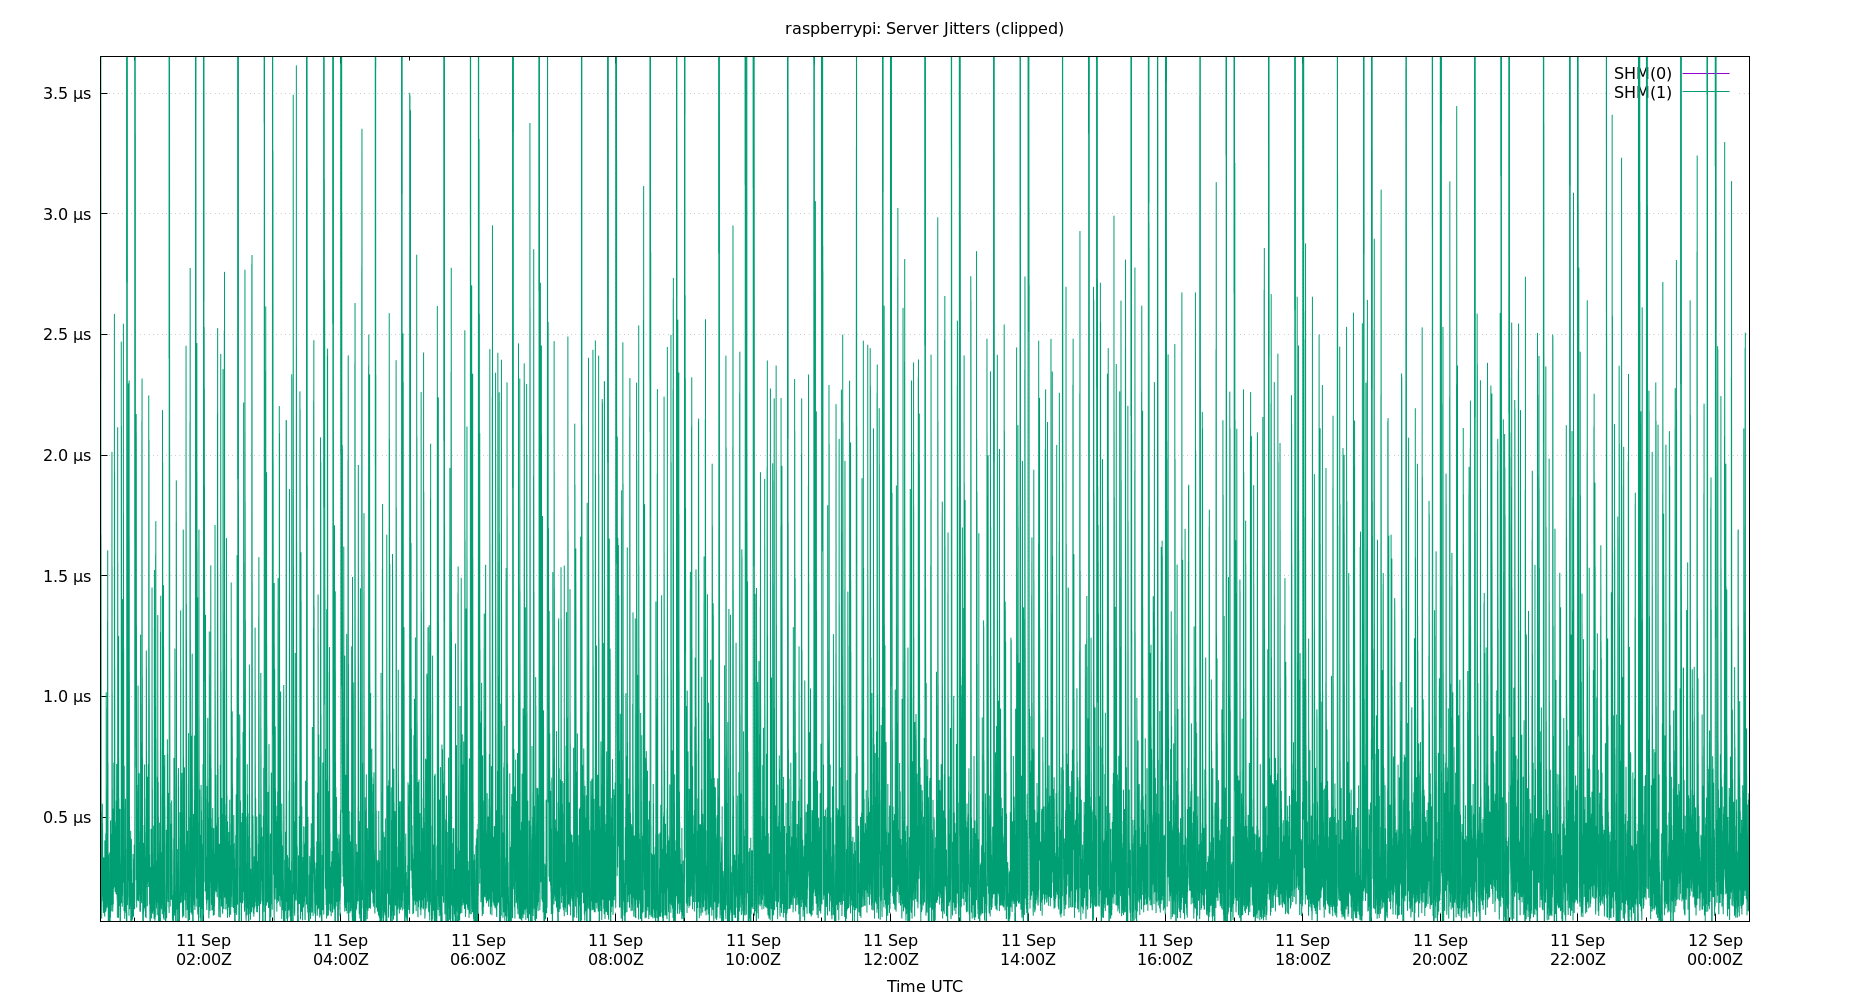 raspberrypi: Server Jitters (clipped)
SHM(0)
SHM(1)
3.5 µs
3.0 µs
2.5 µs
2.0 µs
1.5 µs
1.0 µs
0.5 µs
11 Sep 11 Sep 11 Sep 11 Sep 11 Sep 11 Sep 11 Sep 11 Sep 11 Sep 11 Sep 11 Sep 12 Sep
02:00Z 04:00Z 06:00Z 08:00Z 10:00Z 12:00Z 14:00Z 16:00Z 18:00Z 20:00Z 22:00Z 00:00Z
Time UTC